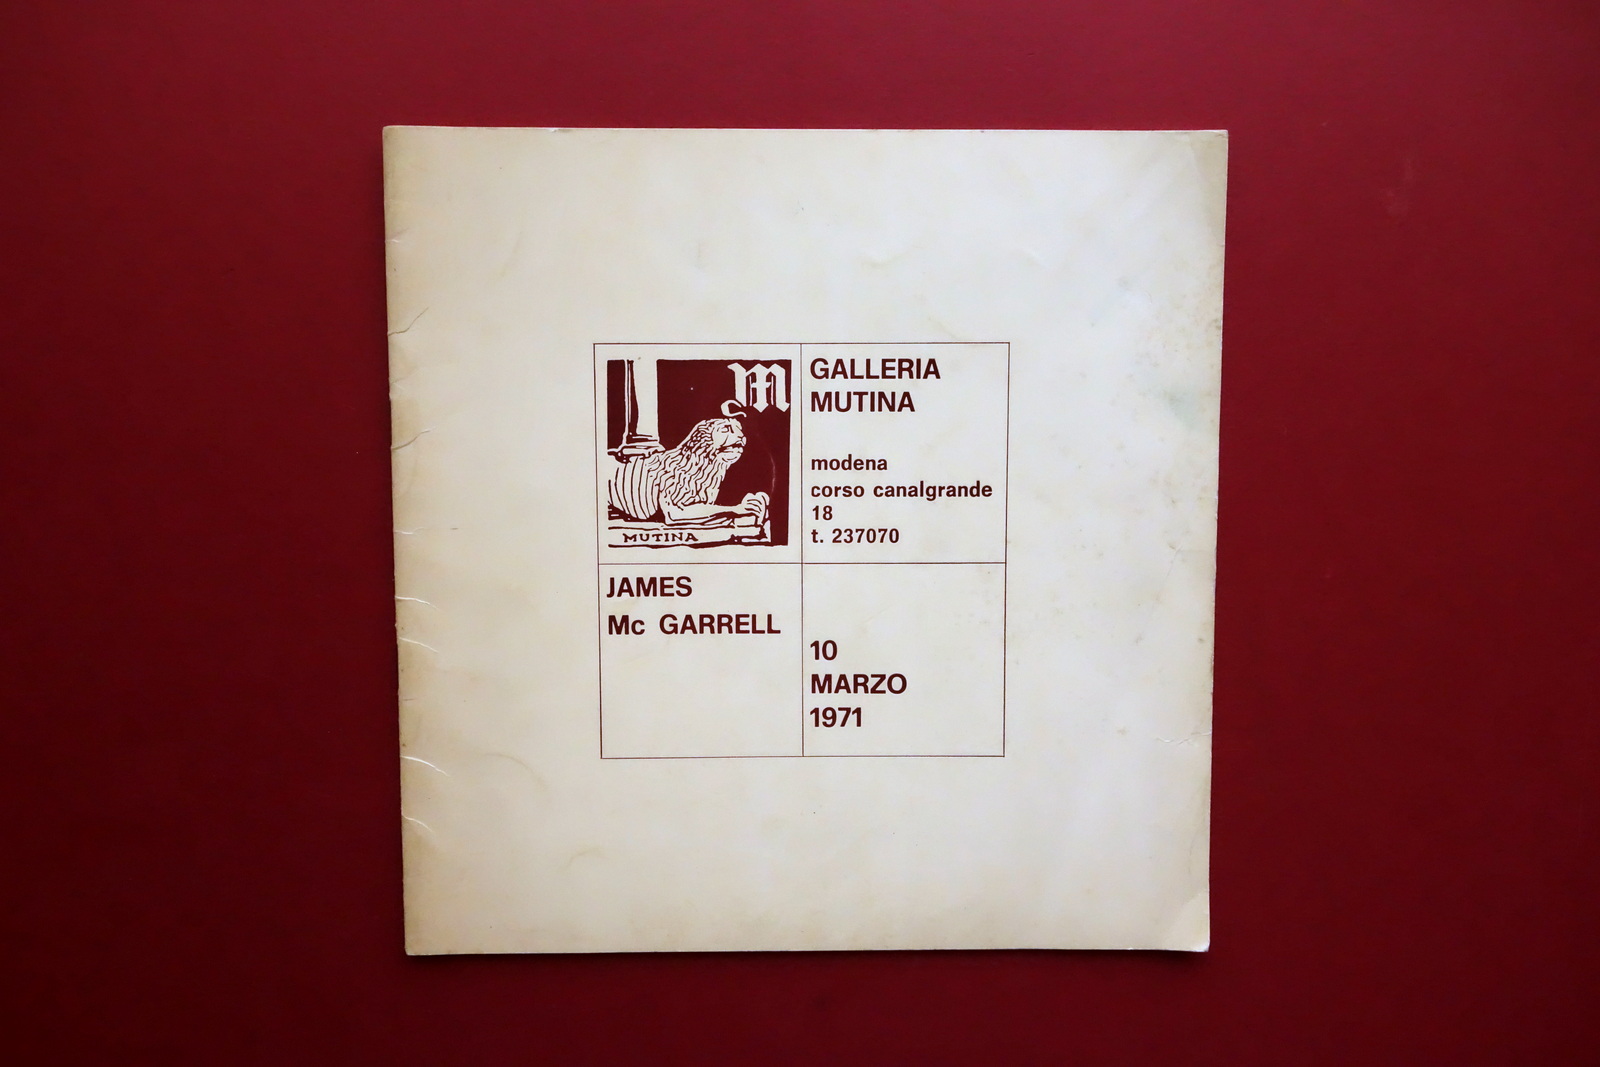 M
MUTINA
GALLERIA
MUTINA
modena
corso canalgrande
18
t. 237070
JAMES
Mc GARRELL
10
MARZO
1971